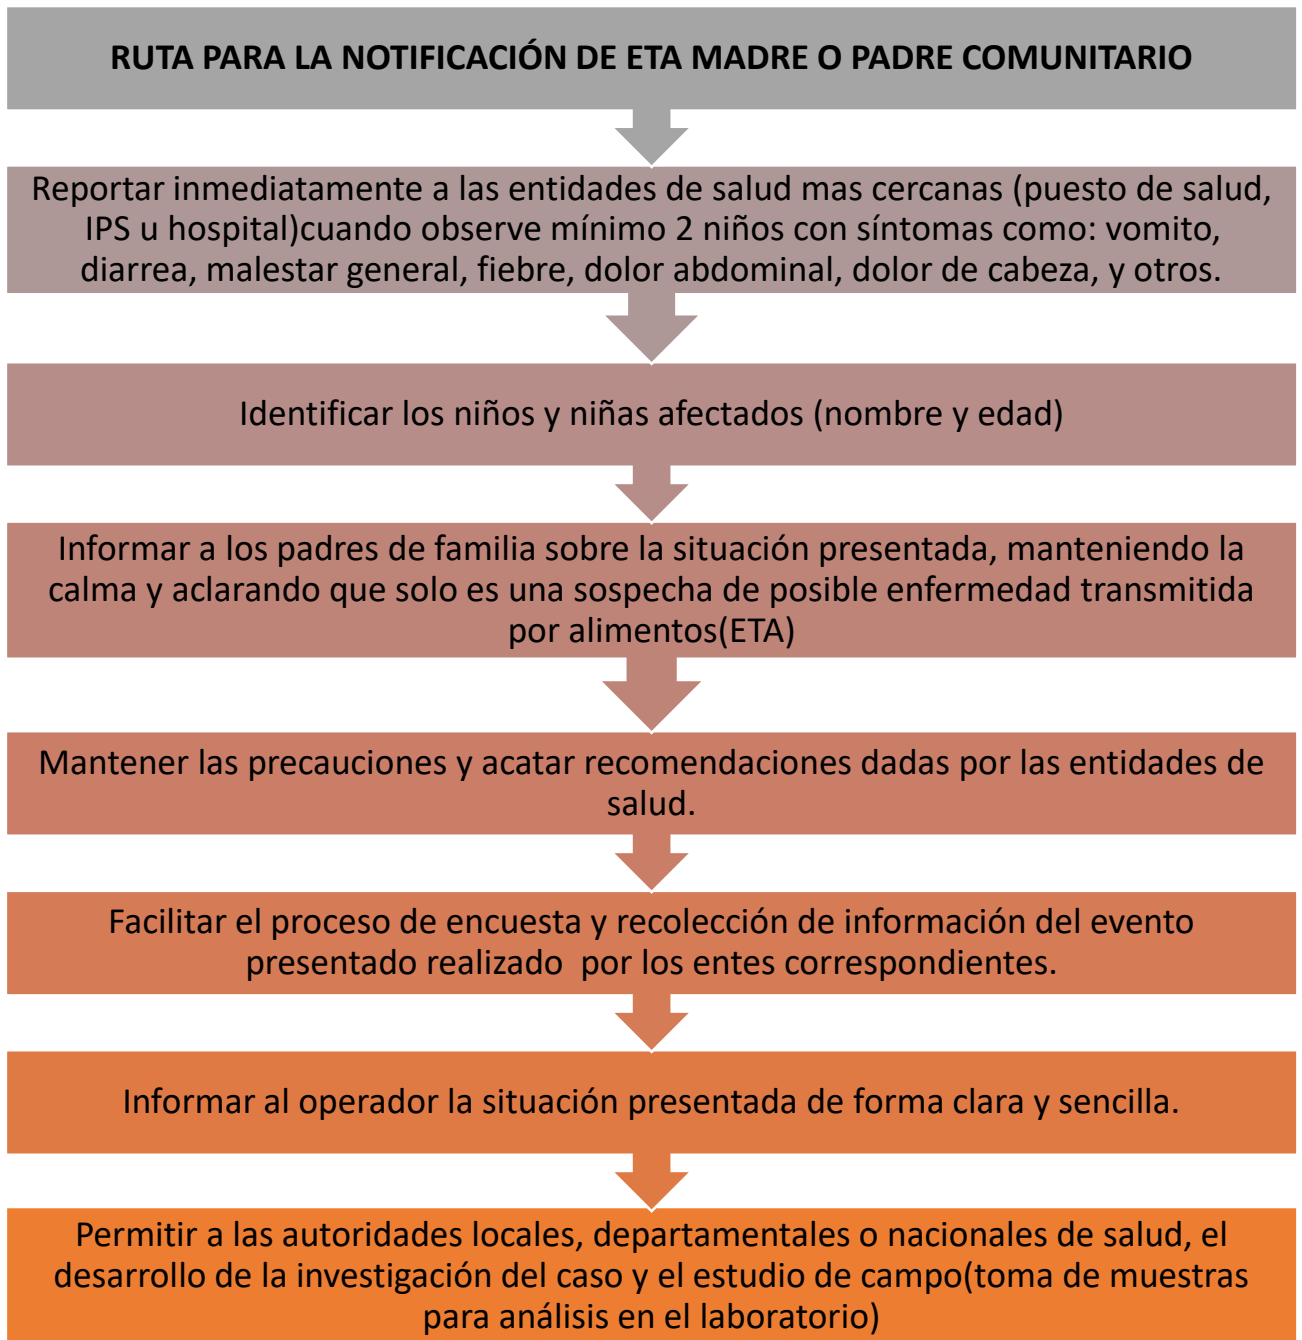 RUTA PARA LA NOTIFICACIÓN DE ETA MADRE O PADRE COMUNITARIO
Reportar inmediatamente a las entidades de salud mas cercanas (puesto de salud,
IPS u hospital)cuando observe mínimo 2 niños con síntomas como: vomito,
diarrea, malestar general, fiebre, dolor abdominal, dolor de cabeza, y otros.
Identificar los niños y niñas afectados (nombre y edad)
Informar a los padres de familia sobre la situación presentada, manteniendo la
calma y aclarando que solo es una sospecha de posible enfermedad transmitida
por alimentos(ETA)
Mantener las precauciones y acatar recomendaciones dadas por las entidades de
salud.
Facilitar el proceso de encuesta y recolección de información del evento
presentado realizado  por los entes correspondientes.
Informar al operador la situación presentada de forma clara y sencilla.
Permitir a las autoridades locales, departamentales o nacionales de salud, el
desarrollo de la investigación del caso y el estudio de campo(toma de muestras
para análisis en el laboratorio)